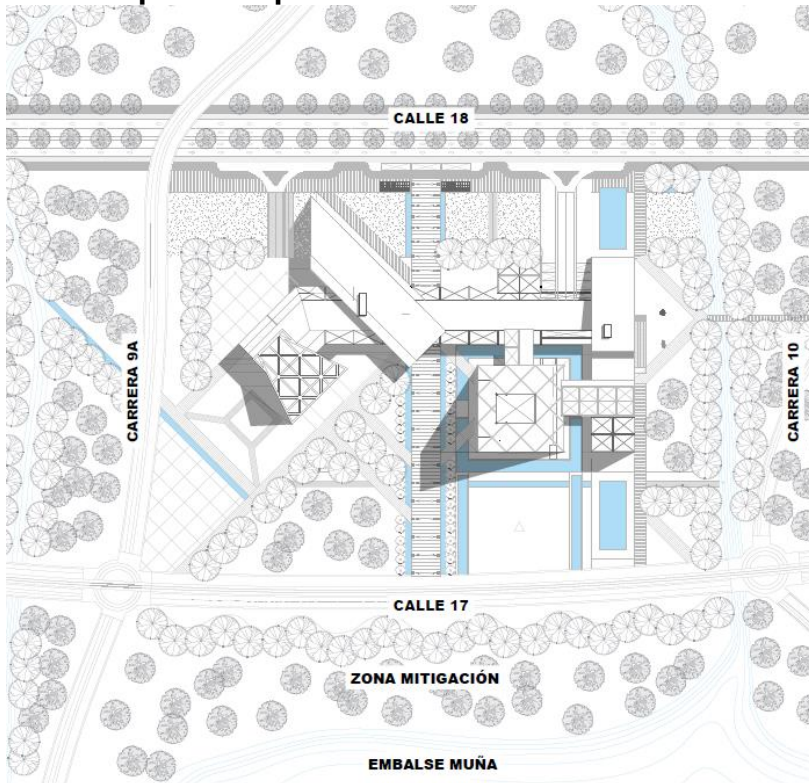 CALLE 18
CARRERA 9A
CARRERA 10
CALLE 17
ZONA MITIGACIÓN
EMBALSE MUÑA